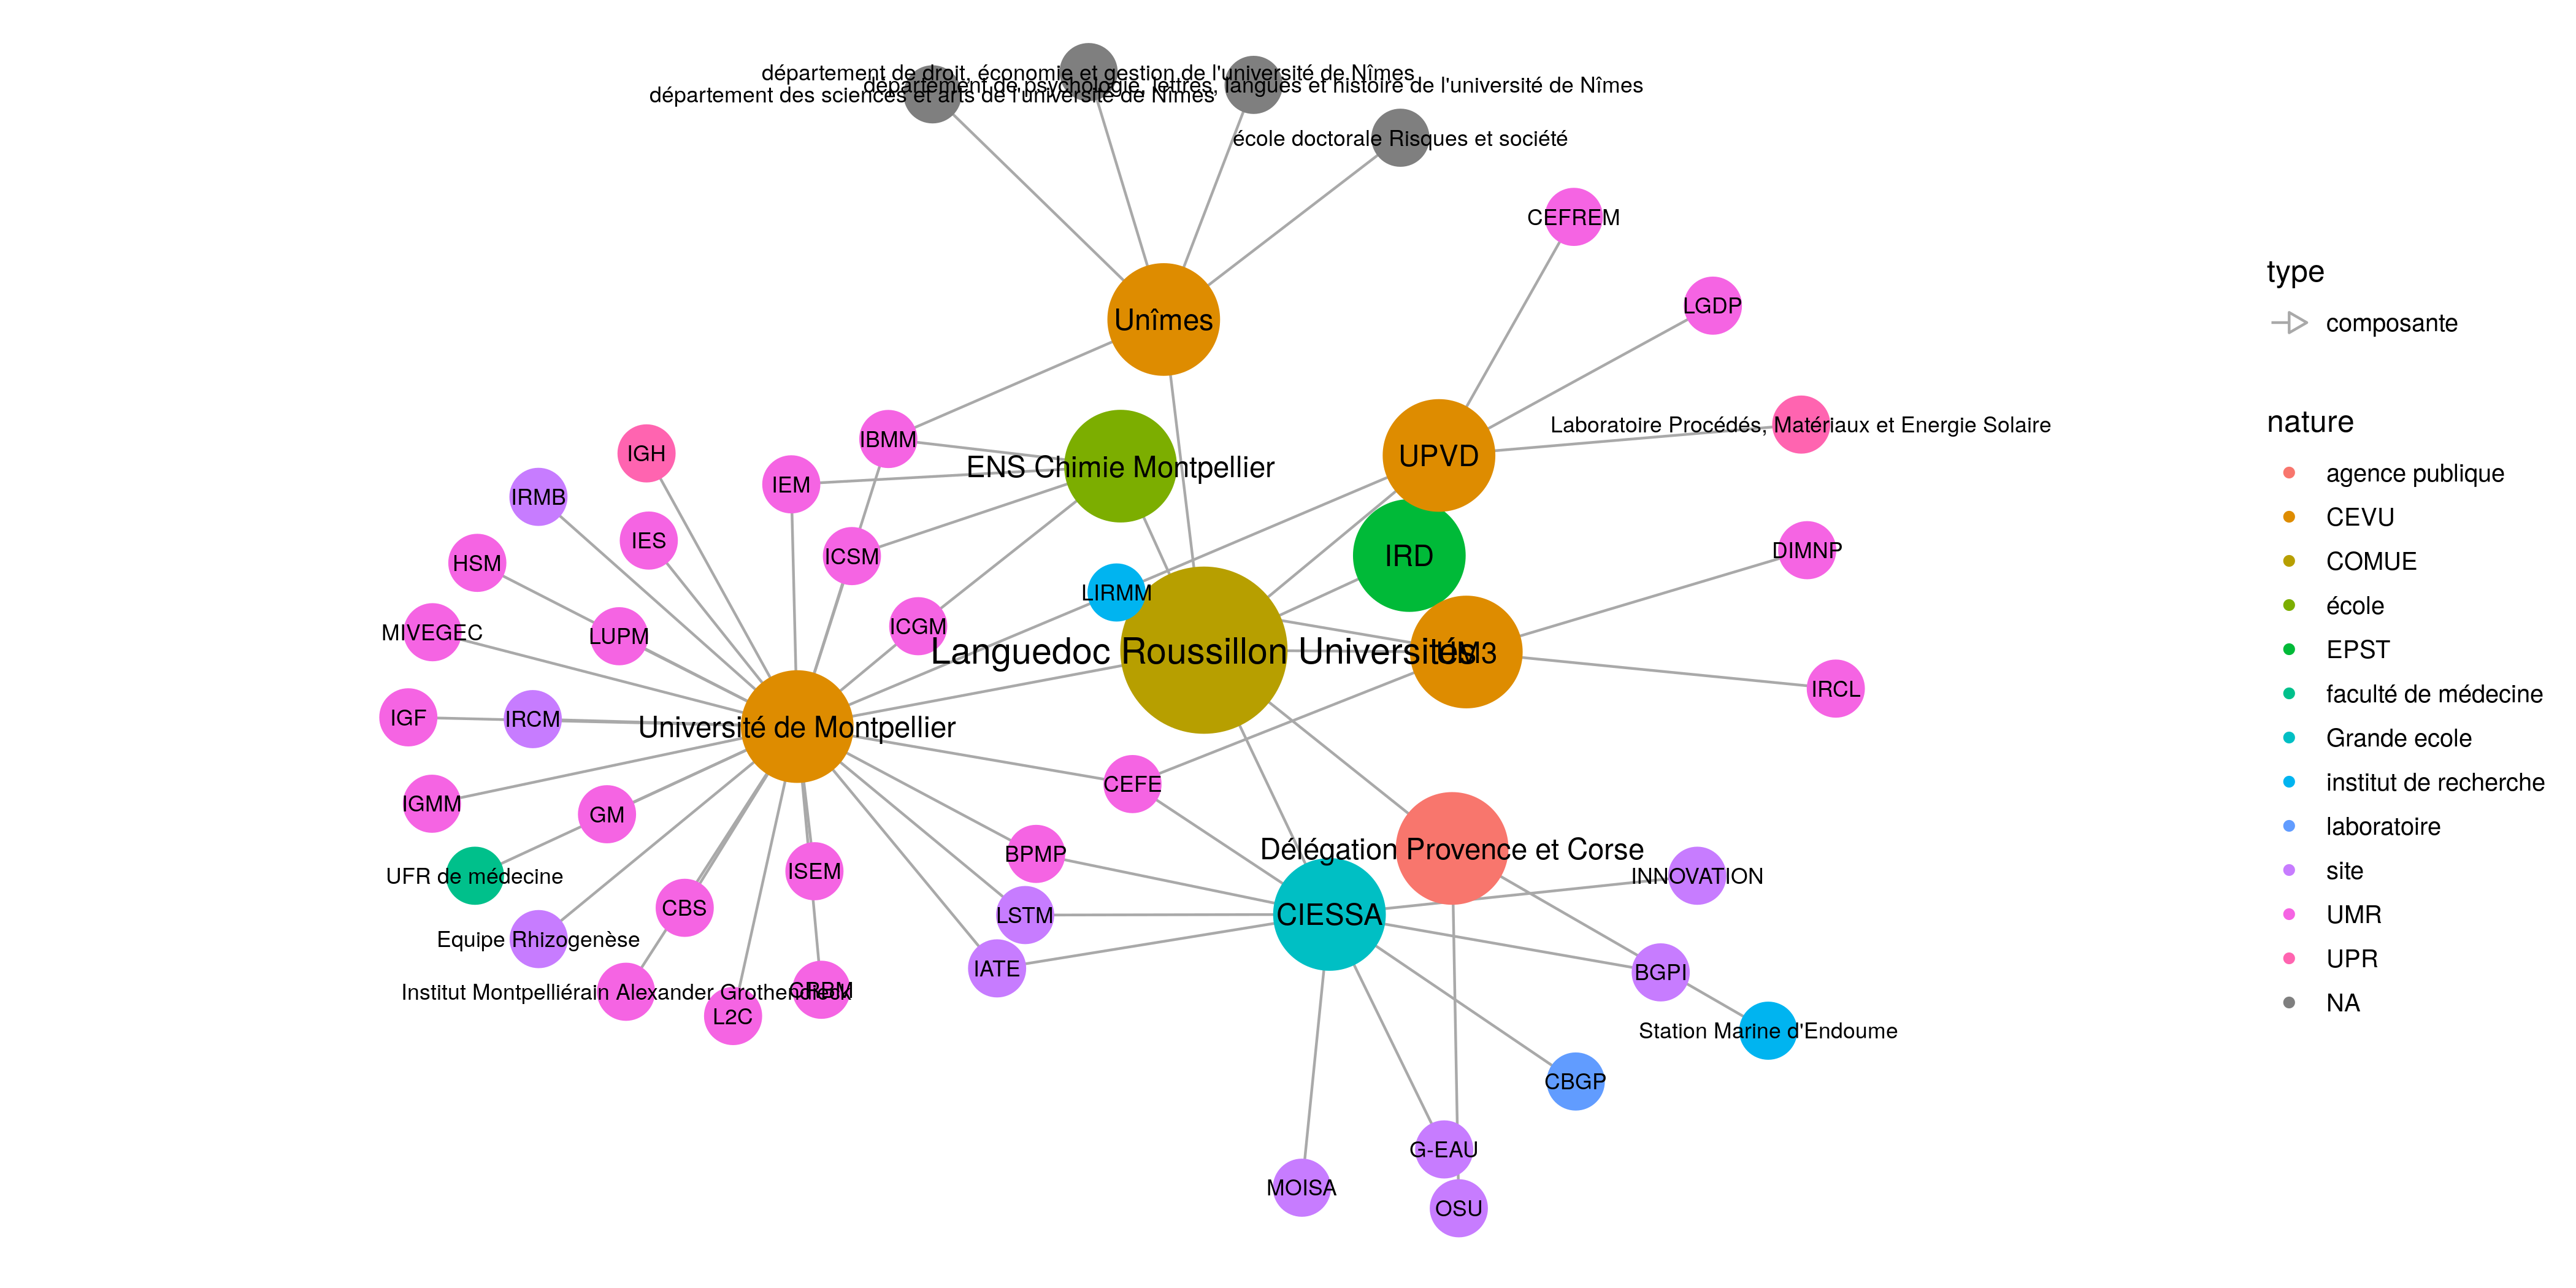 département de droit, économie et gestion de l'université de Nîmes
département de psychologie, lettres, langues et histoire de l'université de Nîmes
département des sciences et arts de l'université de Nîmes
école doctorale Risques et société
CEFREM
LGDP
Unîmes
Laboratoire Procédés, Matériaux et Energie Solaire
IBMM
IGH
UPVD
ENS Chimie Montpellier
IEM
IRMB
IES
DIMNP
ICSM
IRD
HSM
LIRMM
ICGM
MIVEGEC
LUPM
Languedoc Roussillon Universités
UM3
IRCL
IGF
IRCM
Université de Montpellier
CEFE
IGMM
GM
Délégation Provence et Corse
BPMP
ISEM
UFR de médecine
INNOVATION
CBS
LSTM
CIESSA
Equipe Rhizogenèse
IATE
BGPI
Institut Montpelliérain Alexander Grothendieck
CRBM
L2C
Station Marine d'Endoume
CBGP
G-EAU
MOISA
OSU
type
composante
nature
agence publique
CEVU
COMUE
école
EPST
faculté de médecine
Grande ecole
institut de recherche
laboratoire
site
UMR
UPR
NA